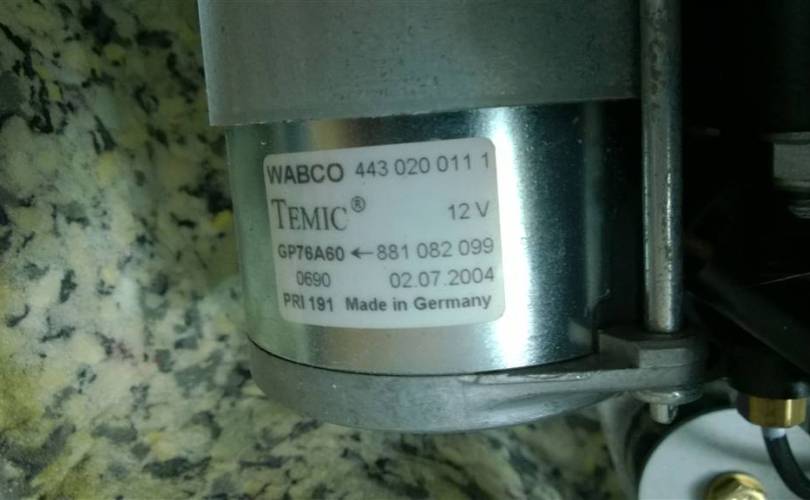 WABCO 443 020 011 1
TEMIC® 12 V
GP76A60 ←881 082 099
0690 02.07.2004
PRI 191 Made in Germany